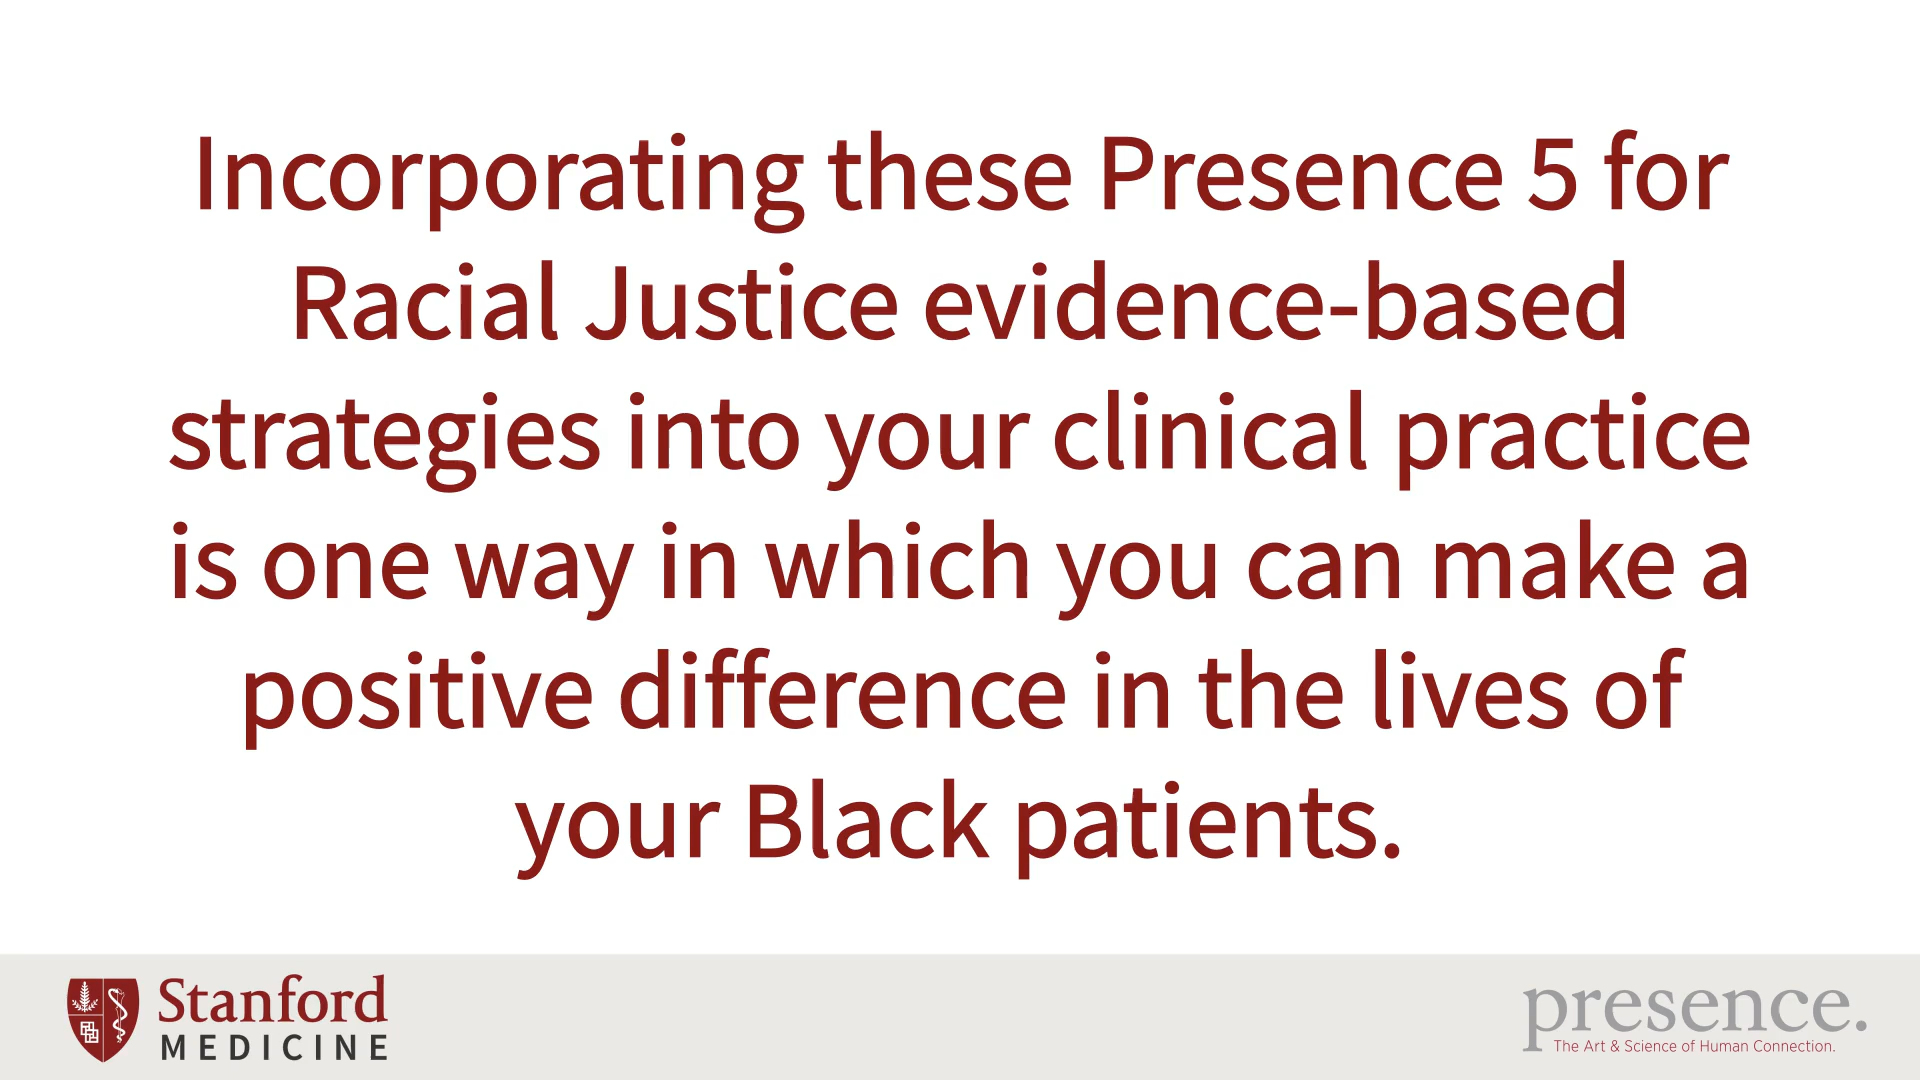 Incorporating these Presence 5 for
Racial Justice evidence-based
strategies into your clinical practice
is one way in which you can make a
positive difference in the lives of
your Black patients.
Stanford
MEDICINE
presence.
The Art & Science of Human Connection.